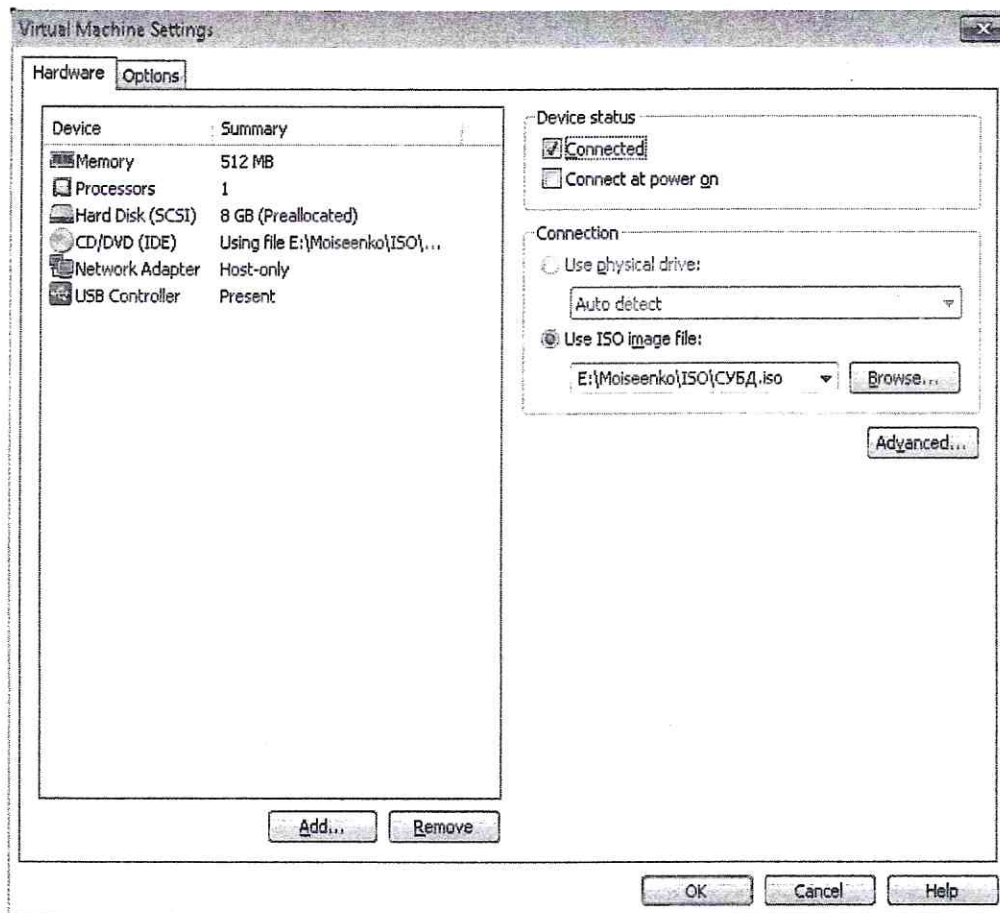 Virtual Machine Settings
Hardware Options
Device Summary
Memory 512 MB
Processors 1
Hard Disk (SCSI) 8 GB (Preallocated)
CD/DVD (IDE) Using file E:\Moiseenko\ISO\...
Network Adapter Host-only
USB Controller Present
Add... Remove
Device status
Connected
Connect at power on
Connection
Use physical drive:
Auto detect
Use ISO image file:
E:\Moiseenko\ISO\СУБД.iso Browse...
Advanced...
OK Cancel Help